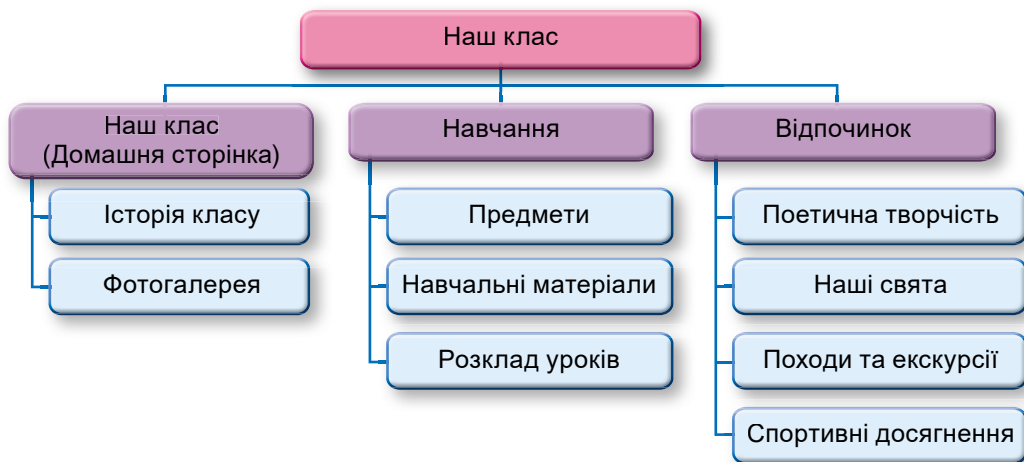 Наш клас
Наш клас
(Домашня сторінка)
Історія класу
Фотогалерея
Навчання
Предмети
Навчальні матеріали
Розклад уроків
Відпочинок
Поетична творчість
Наші свята
Походи та екскурсії
Спортивні досягнення